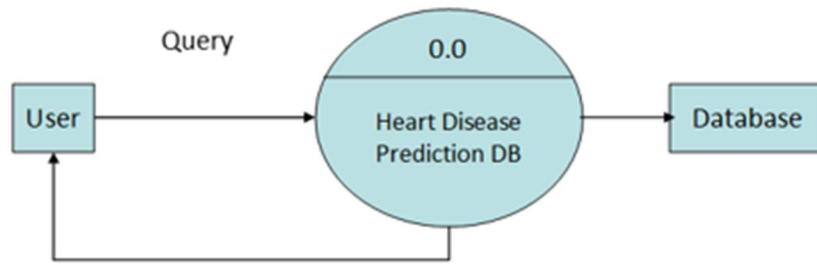 Query
0.0
User
Heart Disease
Prediction DB
Database